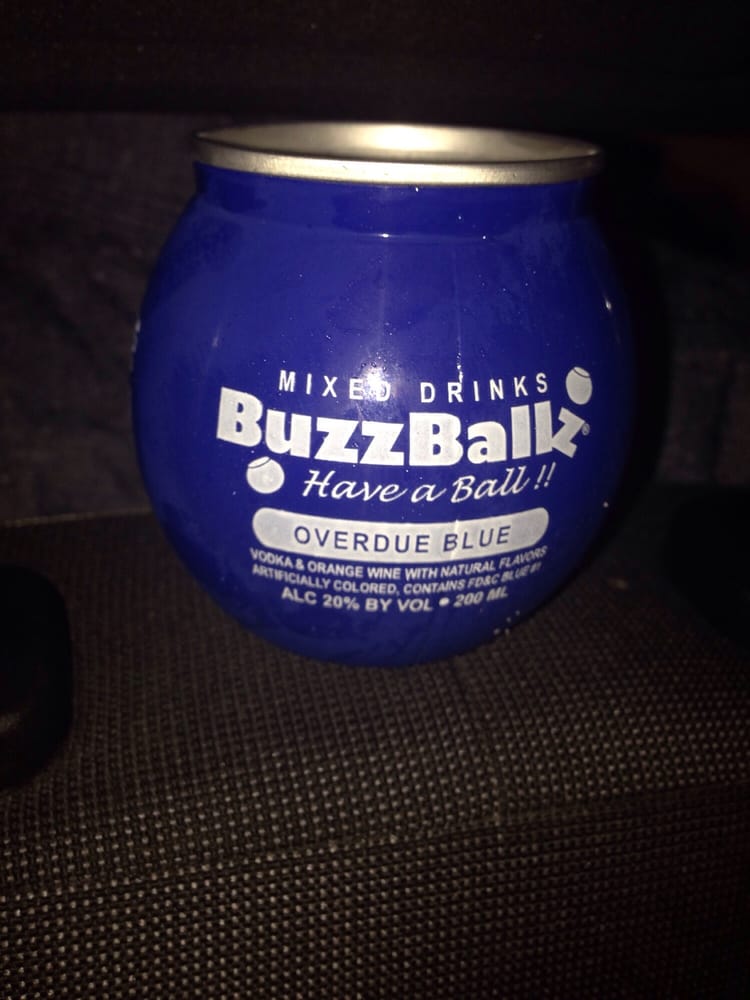 MIXED DRINKS
BuzzBallz®
Have a Ball !!
OVERDUE BLUE
VODKA & ORANGE WINE WITH NATURAL FLAVORS
ARTIFICIALLY COLORED, CONTAINS FD&C BLUE #1
ALC 20% BY VOL • 200 ML